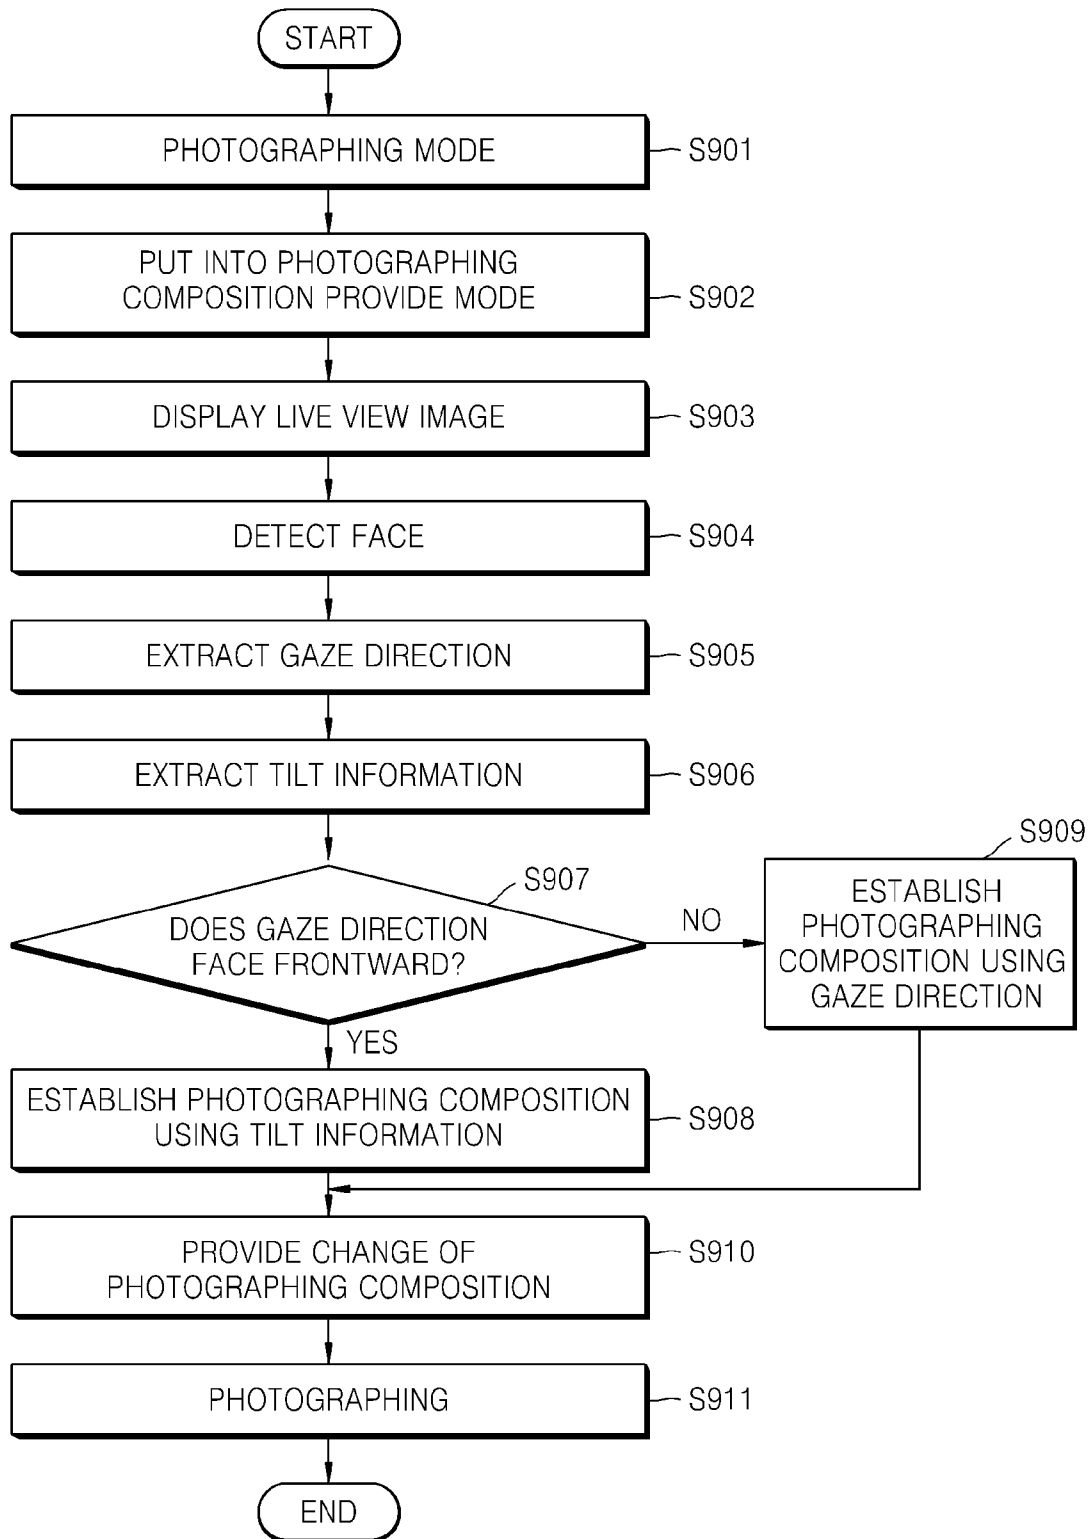 START
PHOTOGRAPHING MODE
S901
PUT INTO PHOTOGRAPHING
COMPOSITION PROVIDE MODE
S902
DISPLAY LIVE VIEW IMAGE
S903
DETECT FACE
S904
EXTRACT GAZE DIRECTION
S905
EXTRACT TILT INFORMATION
S906
DOES GAZE DIRECTION
FACE FRONTWARD?
S907
NO
ESTABLISH
PHOTOGRAPHING
COMPOSITION USING
GAZE DIRECTION
S909
YES
ESTABLISH PHOTOGRAPHING COMPOSITION
USING TILT INFORMATION
S908
PROVIDE CHANGE OF
PHOTOGRAPHING COMPOSITION
S910
PHOTOGRAPHING
S911
END